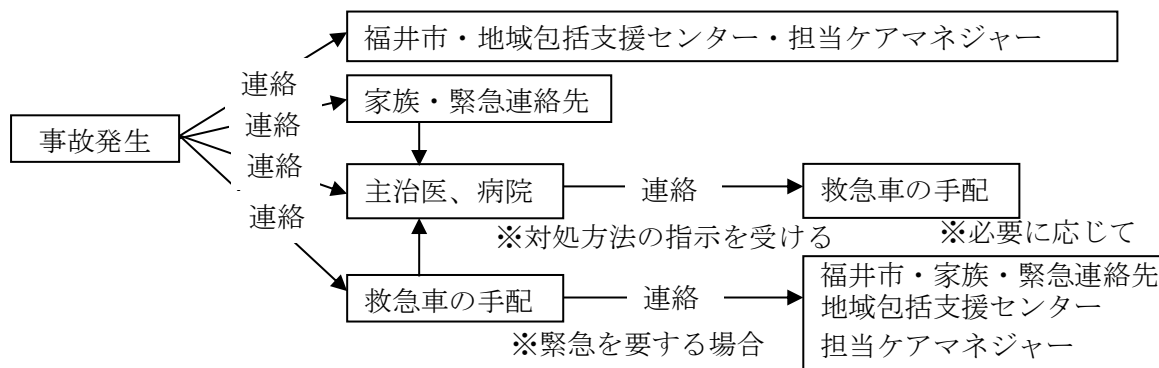 福井市・地域包括支援センター・担当ケアマネジャー
連絡
家族・緊急連絡先
連絡
事故発生
連絡
主治医、病院
連絡
救急車の手配
連絡
※対処方法の指示を受ける
※必要に応じて
救急車の手配
連絡
福井市・家族・緊急連絡先
地域包括支援センター
担当ケアマネジャー
※緊急を要する場合